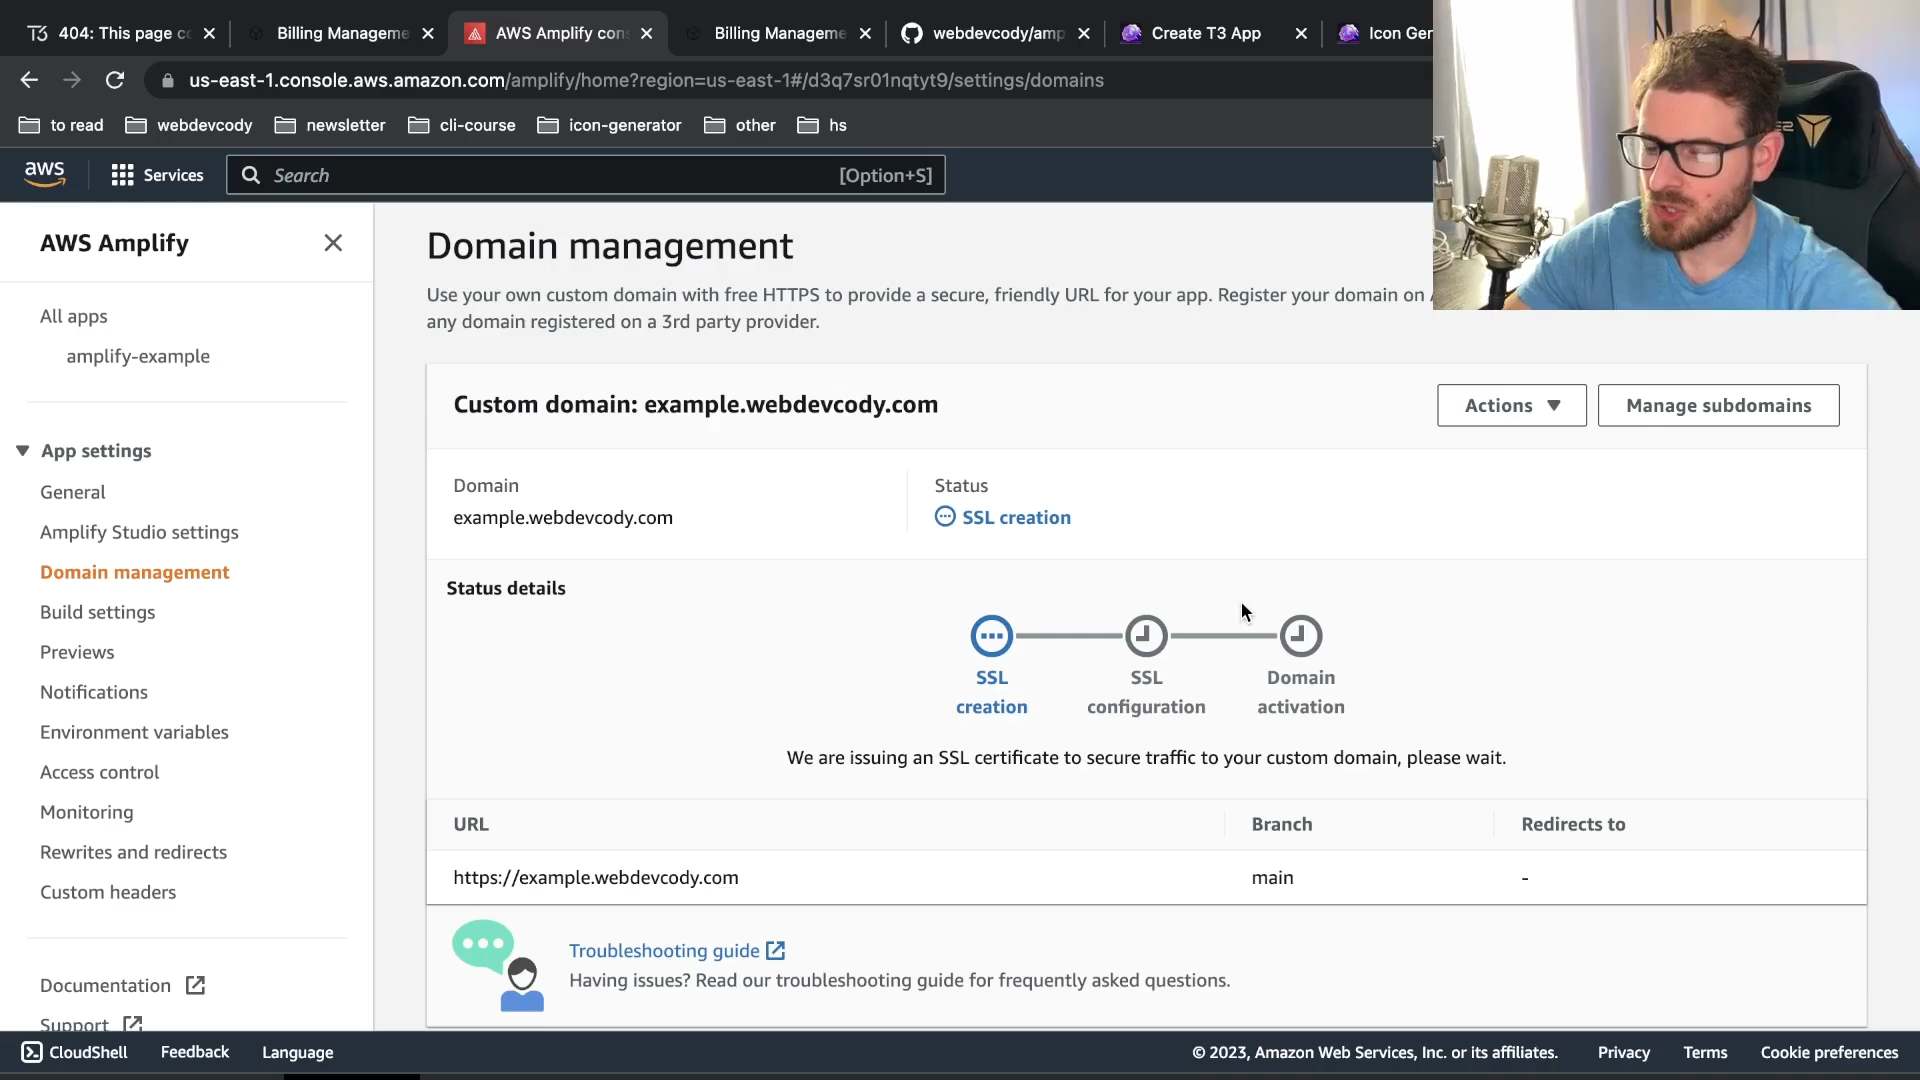 404: This page c
Billing Manageme
AWS Amplify con
Billing Manageme
webdevcody/amp
Create T3 App
Icon Ger
us-east-1.console.aws.amazon.com/amplify/home?region=us-east-1#/d3q7sr01nqtyt9/settings/domains
to read
webdevcody
newsletter
cli-course
icon-generator
other
hs
aws
Services
Search
[Option+S]
AWS Amplify
All apps
amplify-example
App settings
General
Amplify Studio settings
Domain management
Build settings
Previews
Notifications
Environment variables
Access control
Monitoring
Rewrites and redirects
Custom headers
Documentation
Support
Domain management
Use your own custom domain with free HTTPS to provide a secure, friendly URL for your app. Register your domain on
any domain registered on a 3rd party provider.
Custom domain: example.webdevcody.com
Actions
Manage subdomains
Domain
example.webdevcody.com
Status
SSL creation
Status details
SSL
creation
SSL
configuration
Domain
activation
We are issuing an SSL certificate to secure traffic to your custom domain, please wait.
URL
Branch
Redirects to
https://example.webdevcody.com
main
-
Troubleshooting guide
Having issues? Read our troubleshooting guide for frequently asked questions.
CloudShell
Feedback
Language
© 2023, Amazon Web Services, Inc. or its affiliates.
Privacy
Terms
Cookie preferences